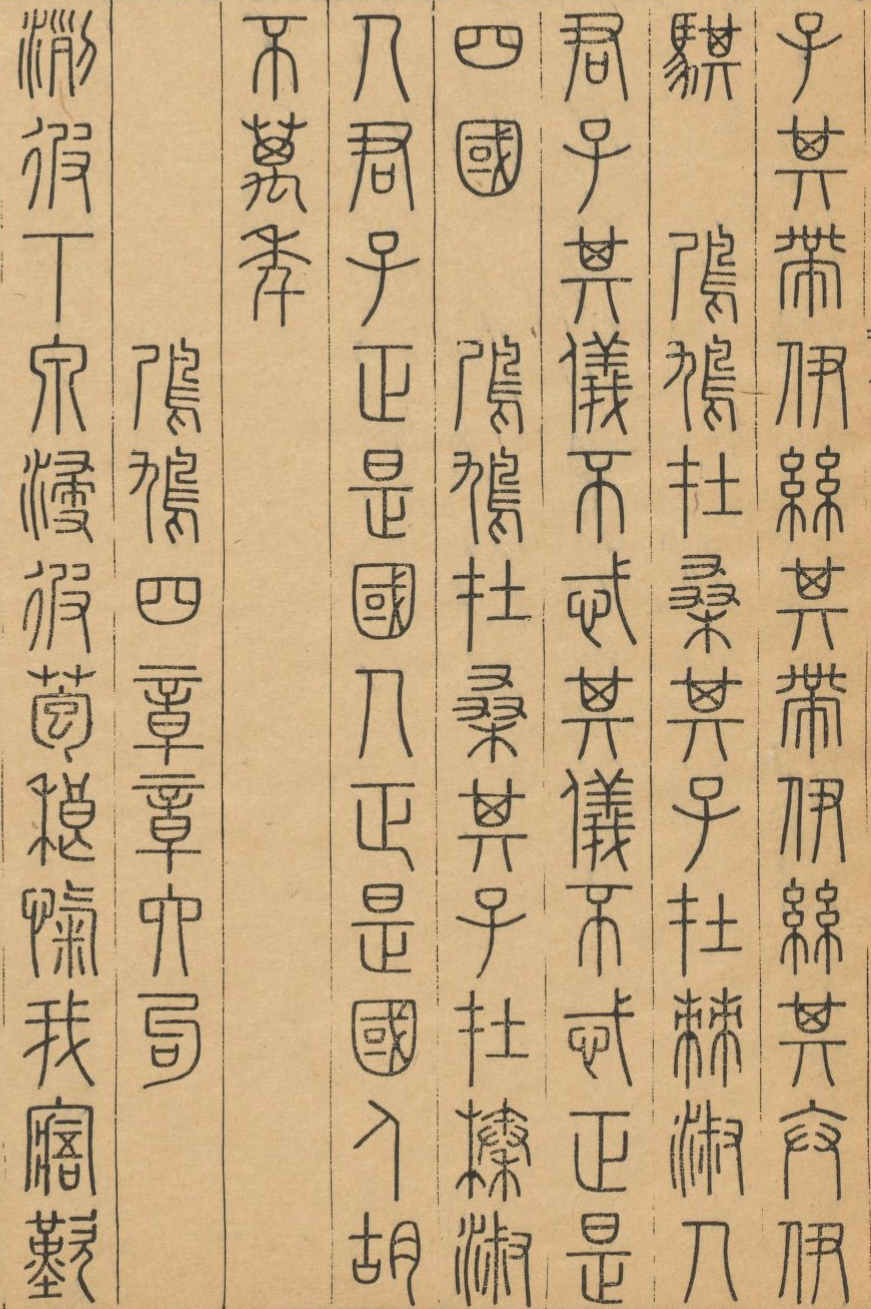 子其帶伊絲其帶伊絲其弁伊
騏 鳲鳩在桑其子在棘淑人
君子其儀不忒其儀不忒正是
四國 鳲鳩在桑其子在榛淑
人君子正是國人正是國人胡
不萬年
鳲鳩四章章六句
洌彼下泉浸彼苞稂愾我寤歎